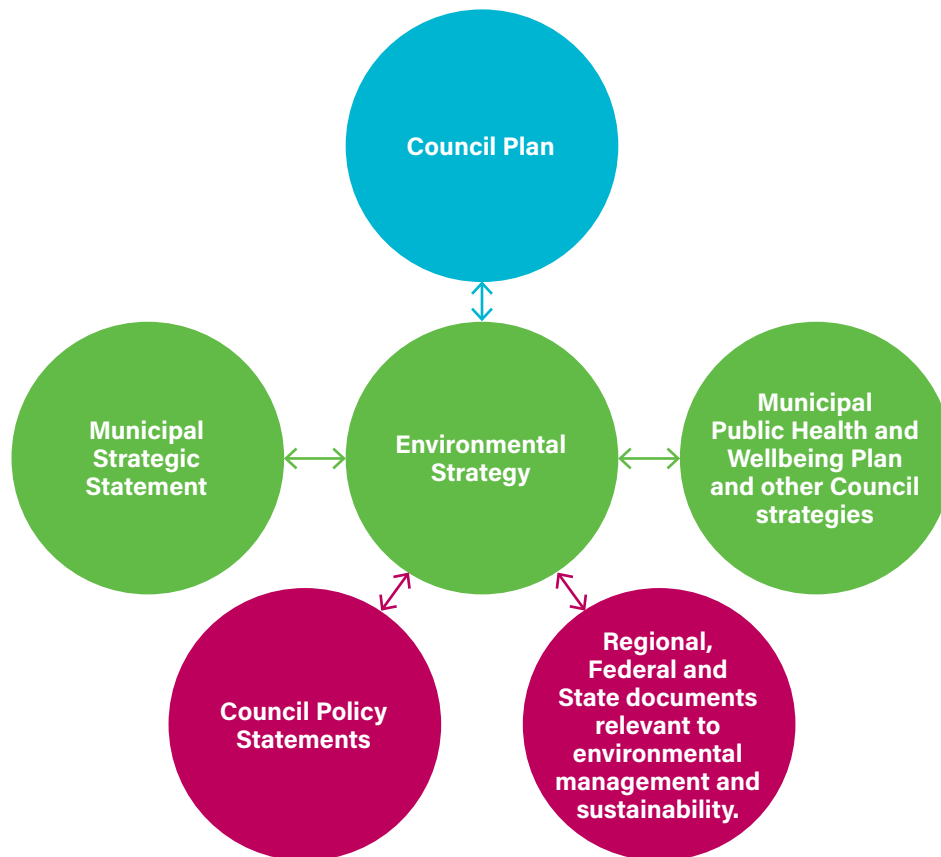 Council Plan
Municipal
Strategic
Statement
Environmental
Strategy
Municipal
Public Health and
Wellbeing Plan
and other Council
strategies
Council Policy
Statements
Regional,
Federal and
State documents
relevant to
environmental
management and
sustainability.